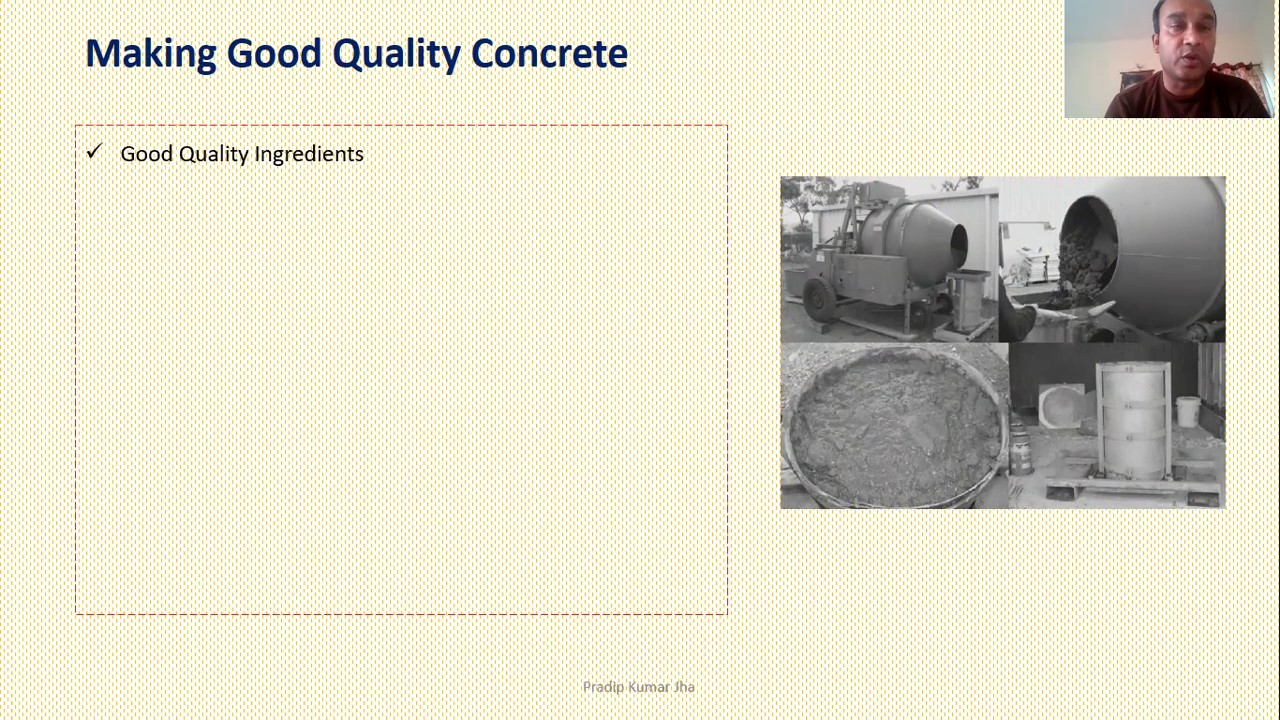 Making Good Quality Concrete
✓ Good Quality Ingredients
Pradip Kumar Jha